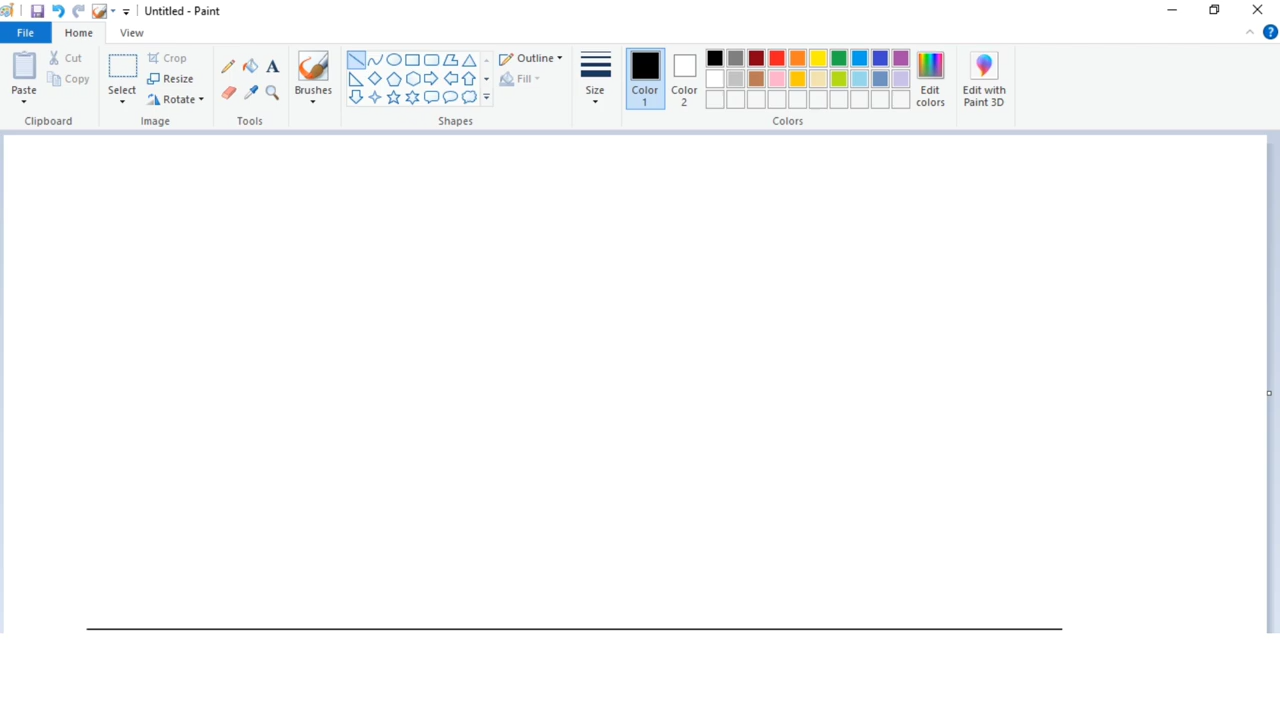 Untitled - Paint
File Home View
Paste Cut Copy Clipboard
Select Crop Resize Rotate Image
A Tools
Brushes
Shapes Outline Fill
Size
Color 1 Color 2 Edit colors Colors
Edit with Paint 3D
?